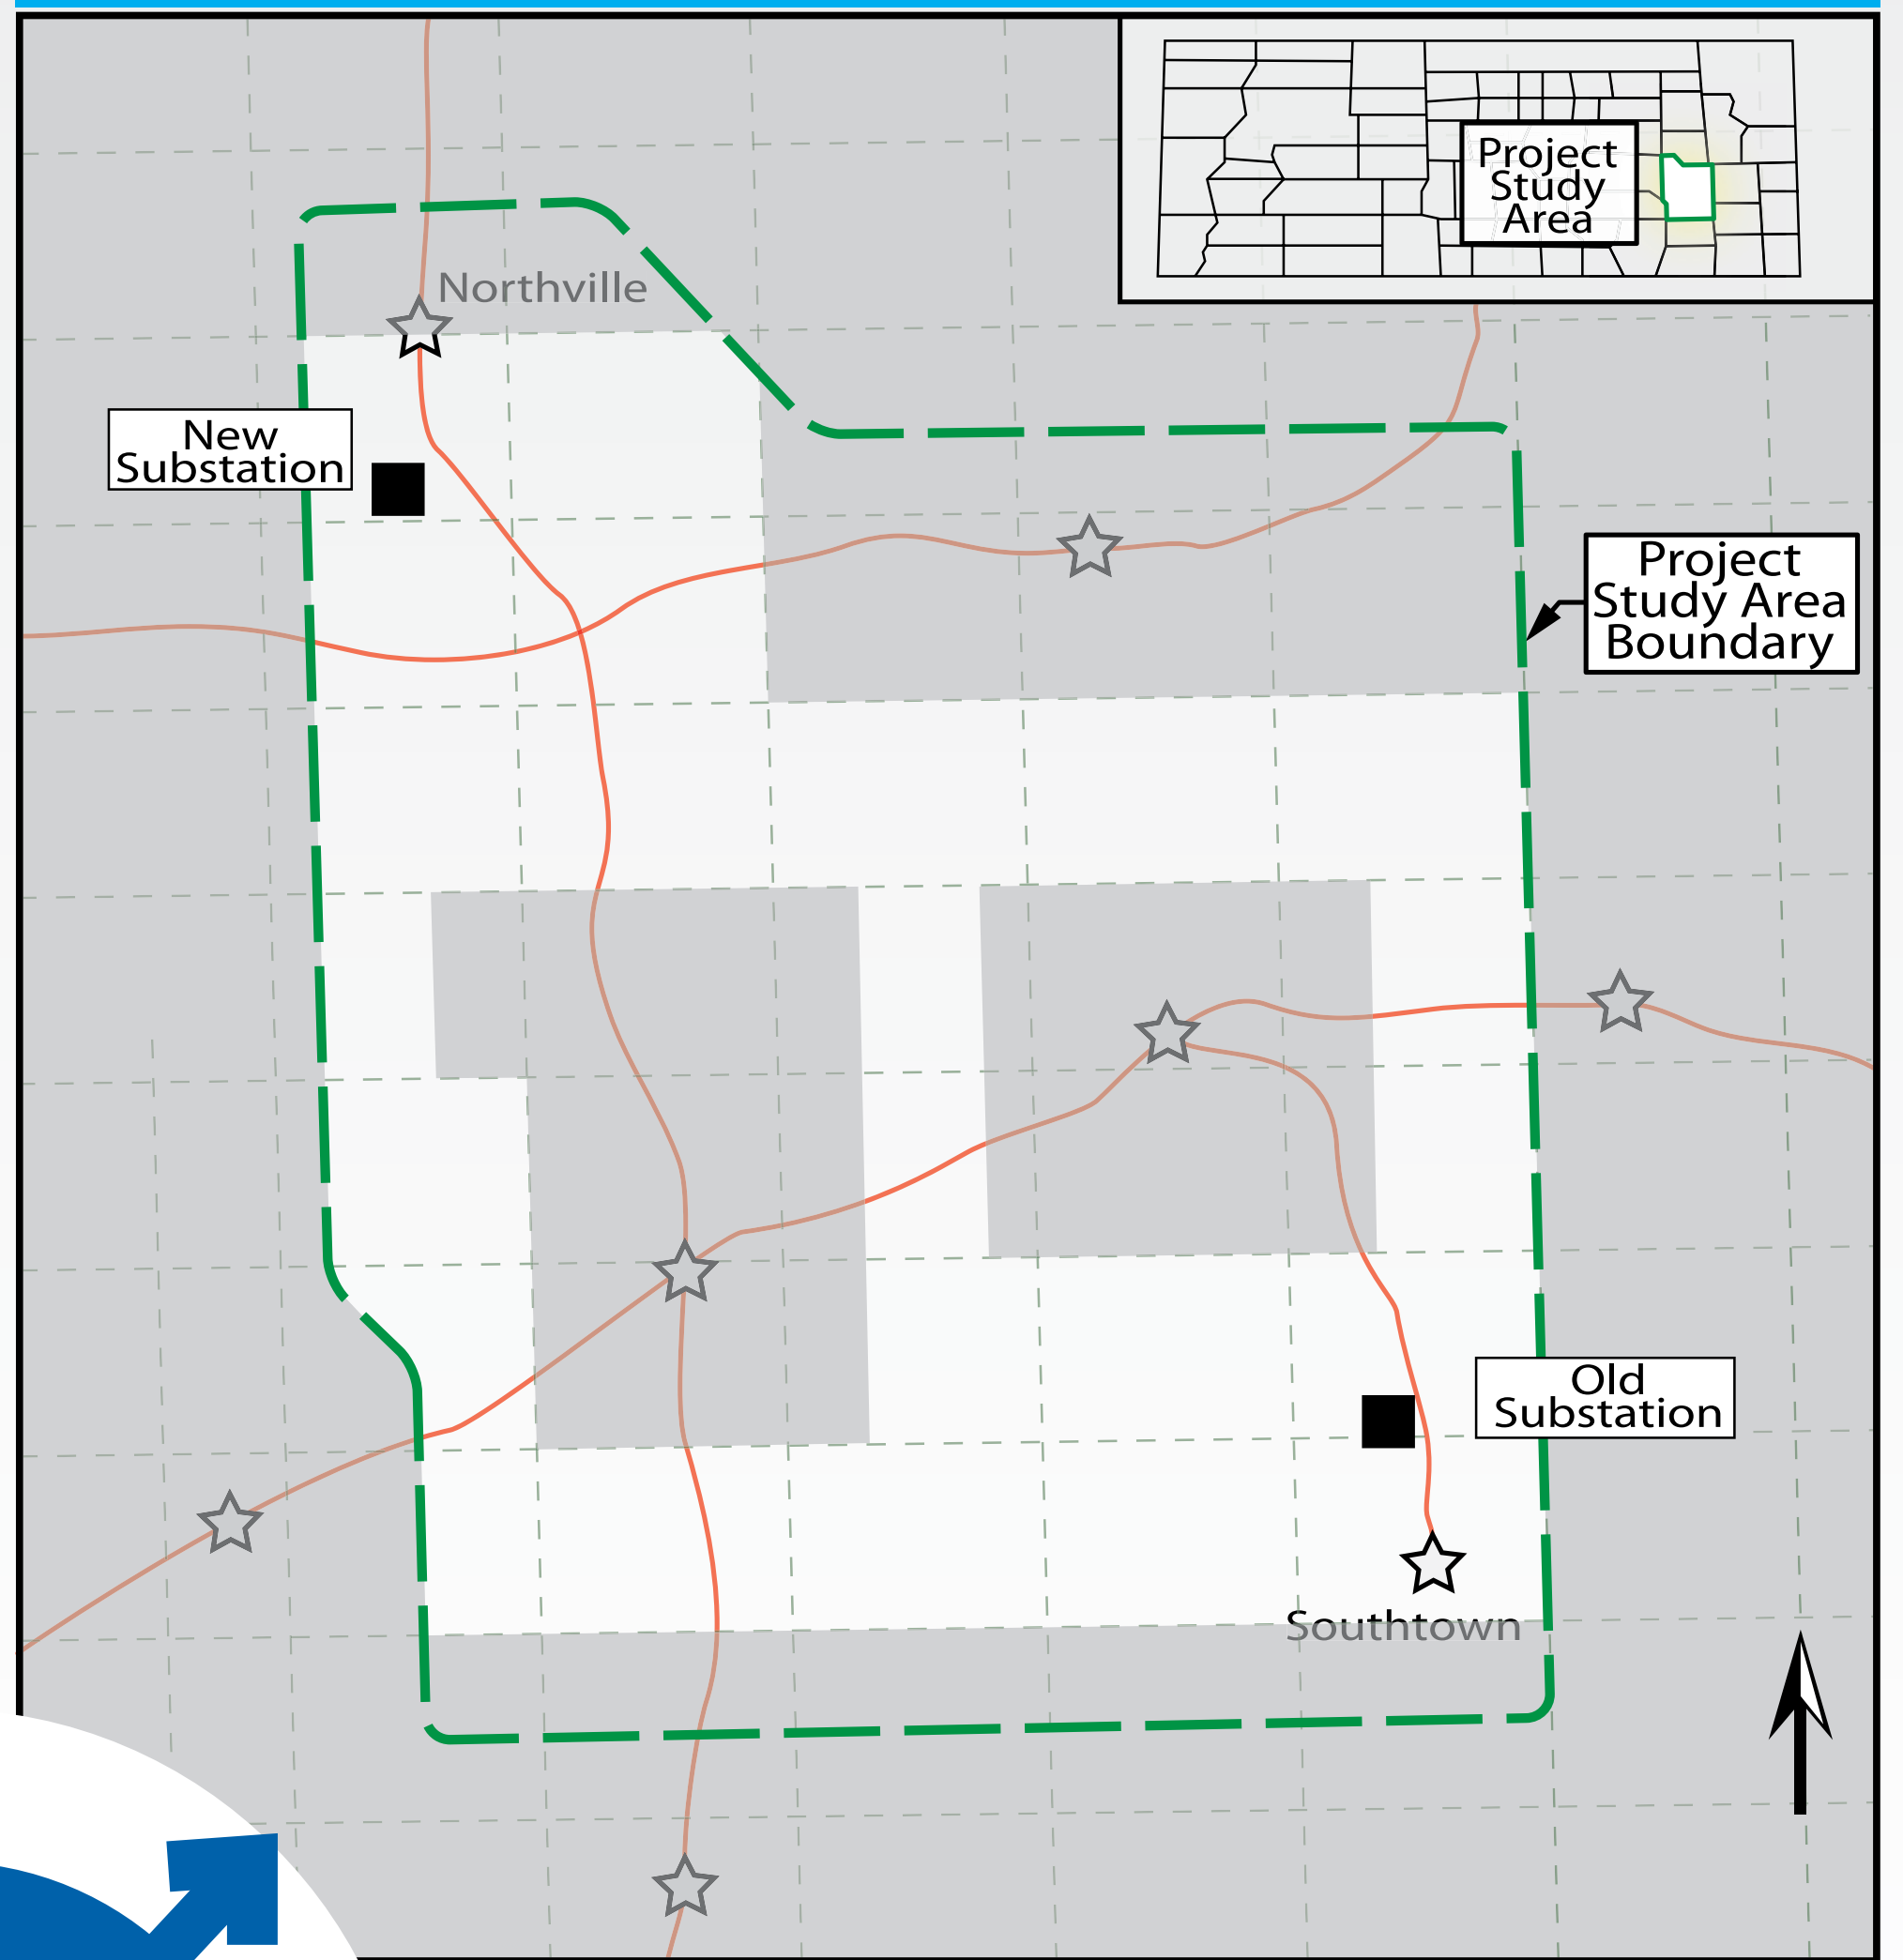 Project
Study
Area
Northville
New
Substation
Project
Study Area
Boundary
Old
Substation
Southtown